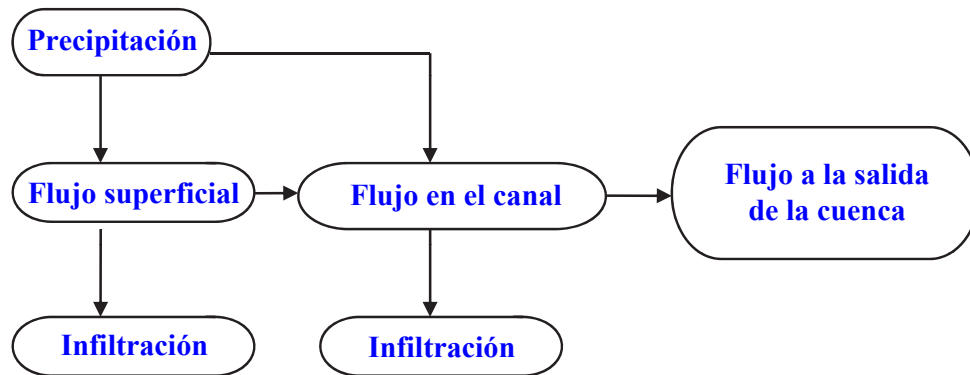 Precipitación
Flujo superficial
Flujo en el canal
Flujo a la salida
de la cuenca
Infiltración
Infiltración